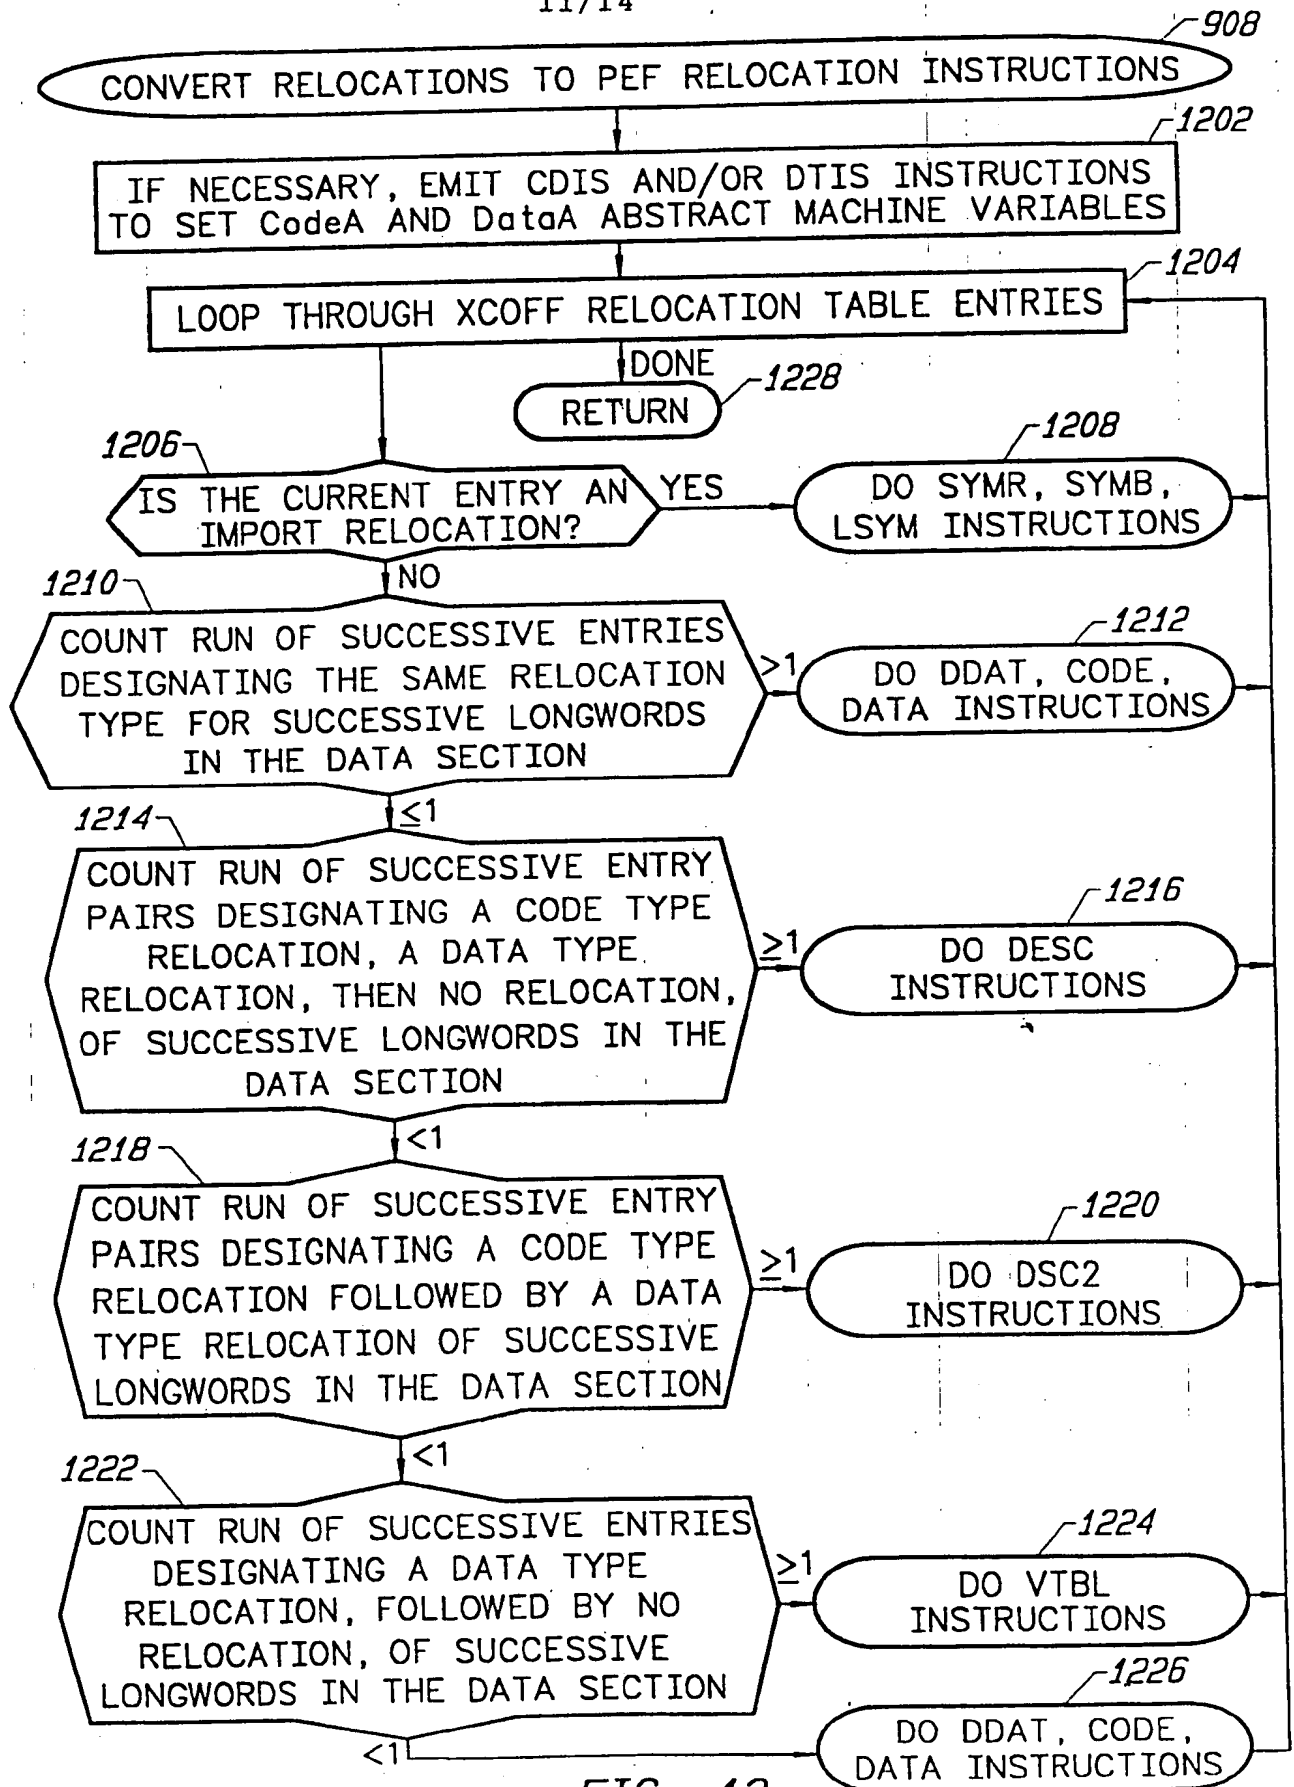 11/14
908
CONVERT RELOCATIONS TO PEF RELOCATION INSTRUCTIONS
1202
IF NECESSARY, EMIT CDIS AND/OR DTIS INSTRUCTIONS
TO SET CodeA AND DataA ABSTRACT MACHINE VARIABLES
1204
LOOP THROUGH XCOFF RELOCATION TABLE ENTRIES
DONE
1228
RETURN
1206
IS THE CURRENT ENTRY AN
IMPORT RELOCATION?
YES
1208
DO SYMR, SYMB,
LSYM INSTRUCTIONS
NO
1210
COUNT RUN OF SUCCESSIVE ENTRIES
DESIGNATING THE SAME RELOCATION
TYPE FOR SUCCESSIVE LONGWORDS
IN THE DATA SECTION
>1
1212
DO DDAT, CODE,
DATA INSTRUCTIONS
≤1
1214
COUNT RUN OF SUCCESSIVE ENTRY
PAIRS DESIGNATING A CODE TYPE
RELOCATION, A DATA TYPE
RELOCATION, THEN NO RELOCATION,
OF SUCCESSIVE LONGWORDS IN THE
DATA SECTION
≥1
1216
DO DESC
INSTRUCTIONS
<1
1218
COUNT RUN OF SUCCESSIVE ENTRY
PAIRS DESIGNATING A CODE TYPE
RELOCATION FOLLOWED BY A DATA
TYPE RELOCATION OF SUCCESSIVE
LONGWORDS IN THE DATA SECTION
≥1
1220
DO DSC2
INSTRUCTIONS
<1
1222
COUNT RUN OF SUCCESSIVE ENTRIES
DESIGNATING A DATA TYPE
RELOCATION, FOLLOWED BY NO
RELOCATION, OF SUCCESSIVE
LONGWORDS IN THE DATA SECTION
≥1
1224
DO VTBL
INSTRUCTIONS
<1
1226
DO DDAT, CODE,
DATA INSTRUCTIONS